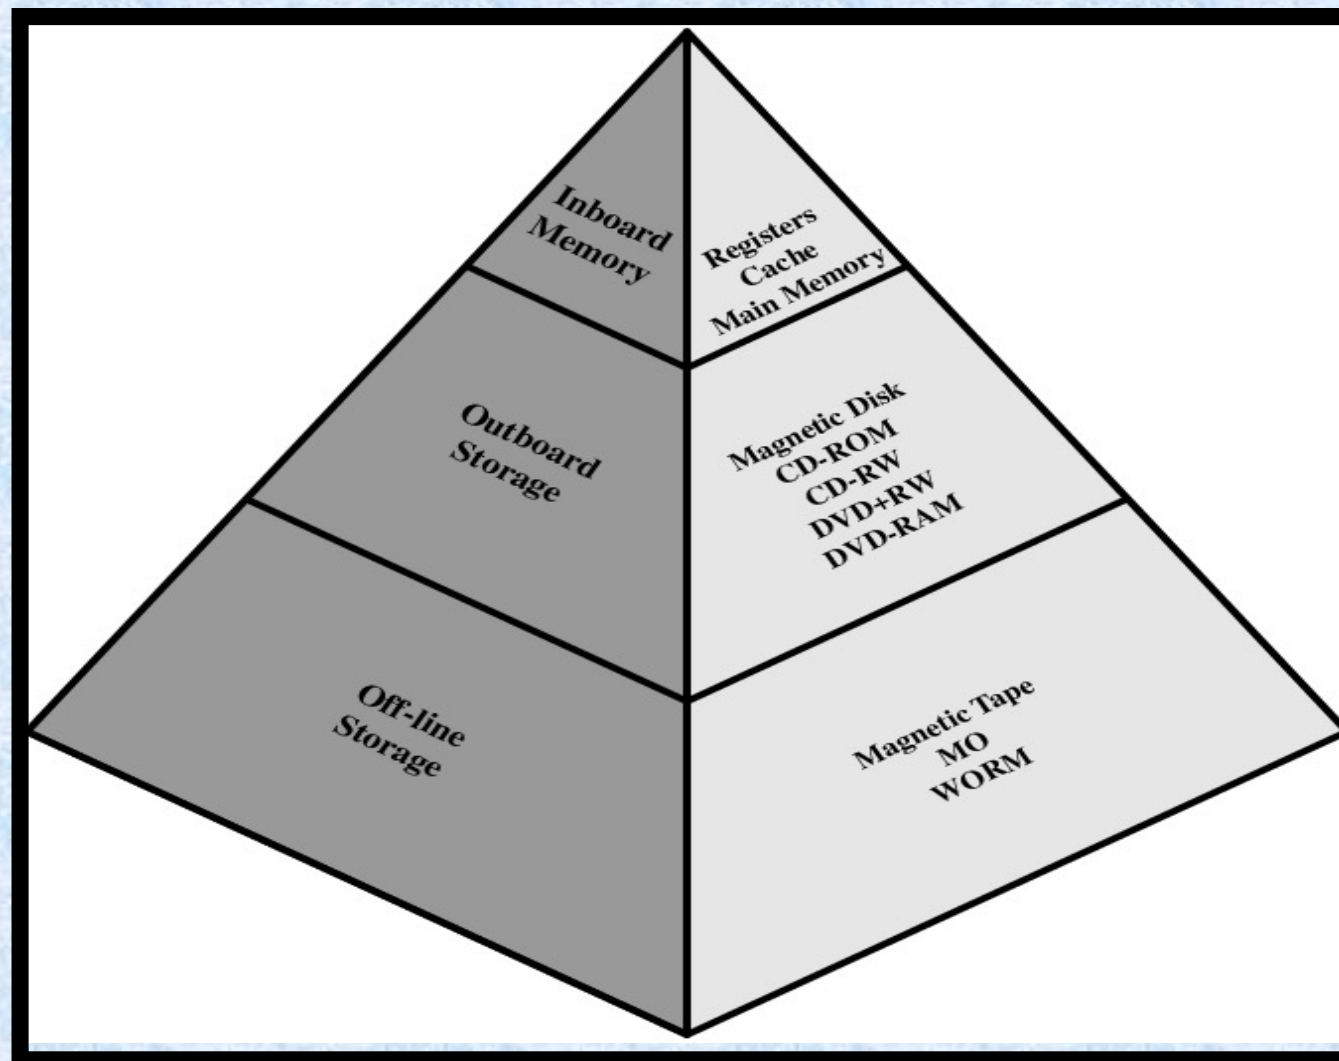 Inboard
Memory
Registers
Cache
Main Memory
Outboard
Storage
Magnetic Disk
CD-ROM
CD-RW
DVD+RW
DVD-RAM
Off-line
Storage
Magnetic Tape
MO
WORM